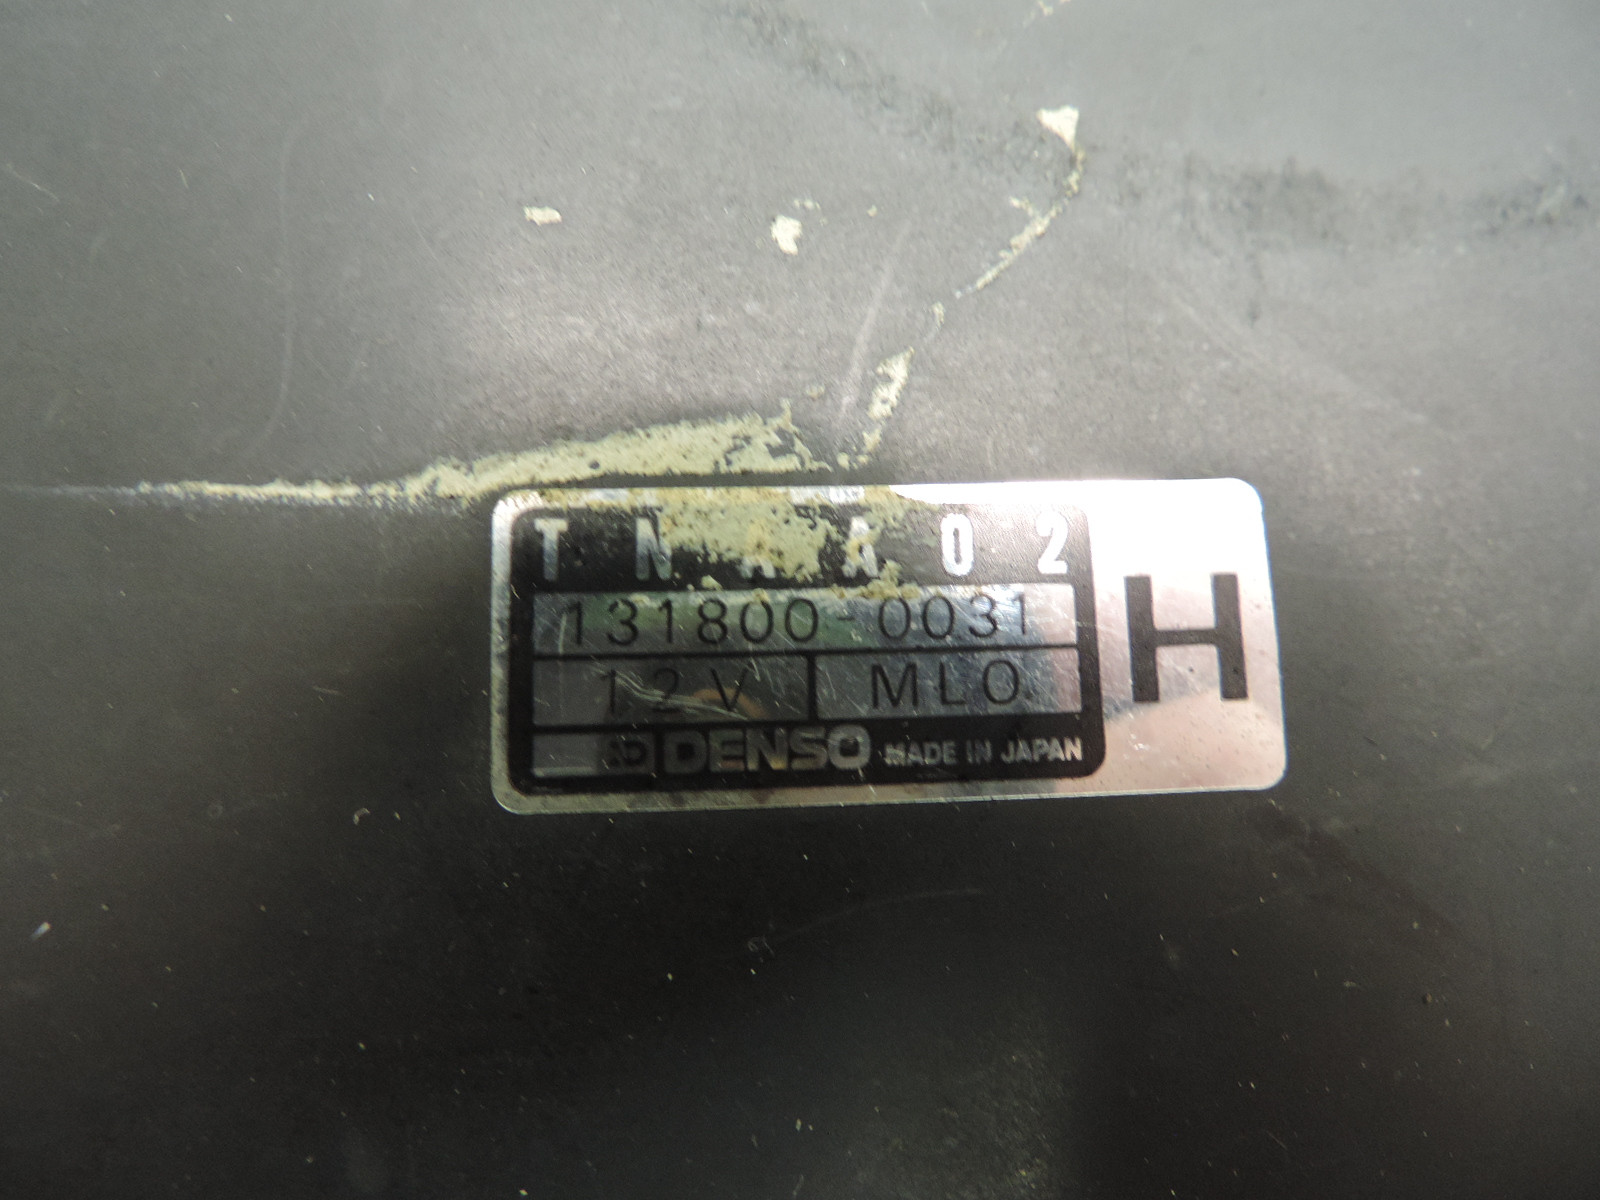 T N A A 0 2
131800-0031
12V MLO
DENSO MADE IN JAPAN
H